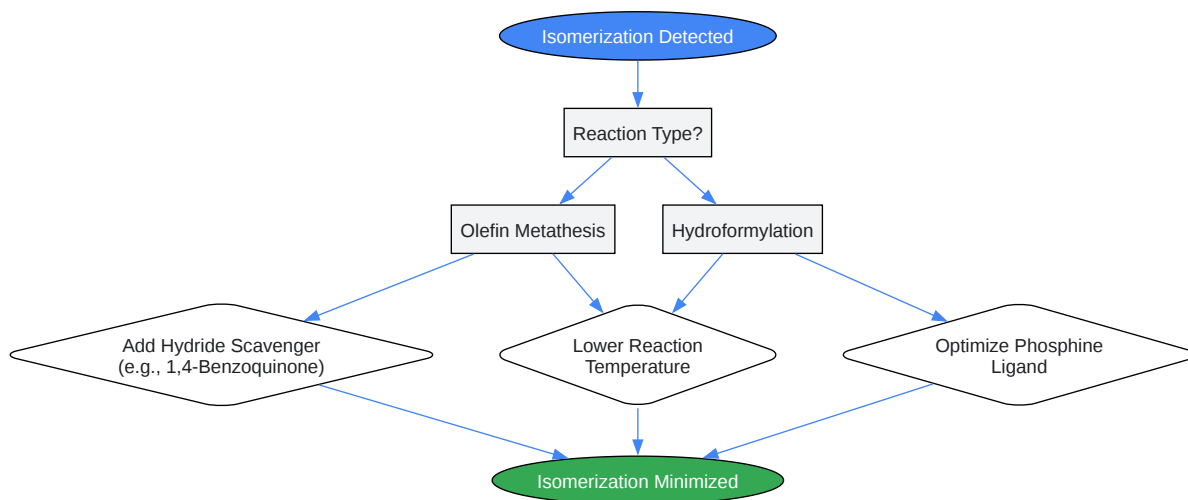 Isomerization Detected
Reaction Type?
Olefin Metathesis
Hydroformylation
Add Hydride Scavenger
(e.g., 1,4-Benzoquinone)
Lower Reaction
Temperature
Optimize Phosphine
Ligand
Isomerization Minimized